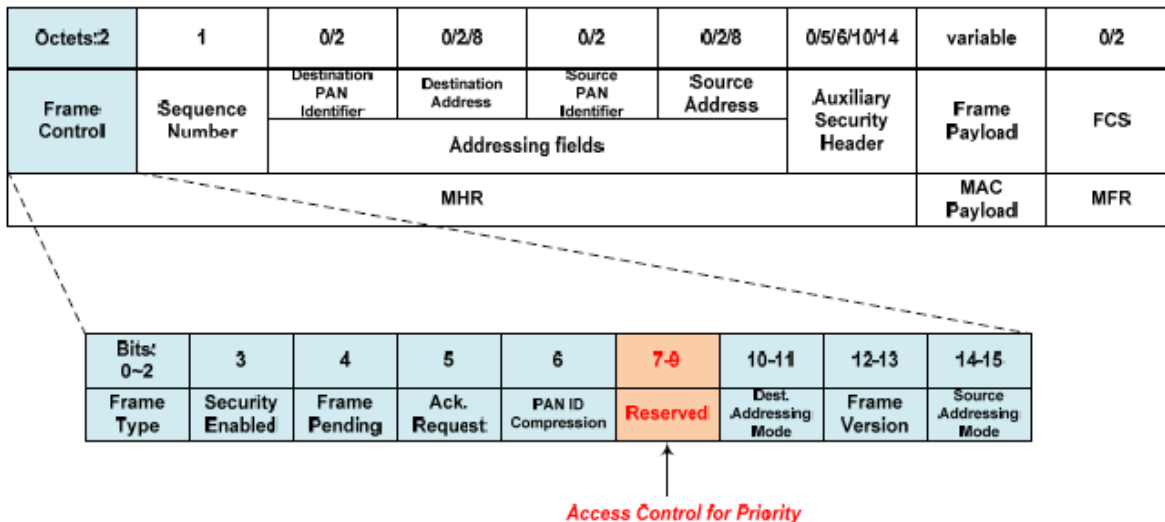 Octets:2
1
0/2
0/2/8
0/2
0/2/8
0/5/6/10/14
variable
0/2
Frame
Control
Sequence
Number
Destination
PAN
Identifier
Destination
Address
Source
PAN
Identifier
Source
Address
Auxiliary
Security
Header
Frame
Payload
FCS
Addressing fields
MHR
MAC
Payload
MFR
Bits:
0~2
3
4
5
6
7-9
10-11
12-13
14-15
Frame
Type
Security
Enabled
Frame
Pending
Ack.
Request
PAN ID
Compression
Reserved
Dest.
Addressing
Mode
Frame
Version
Source
Addressing
Mode
Access Control for Priority